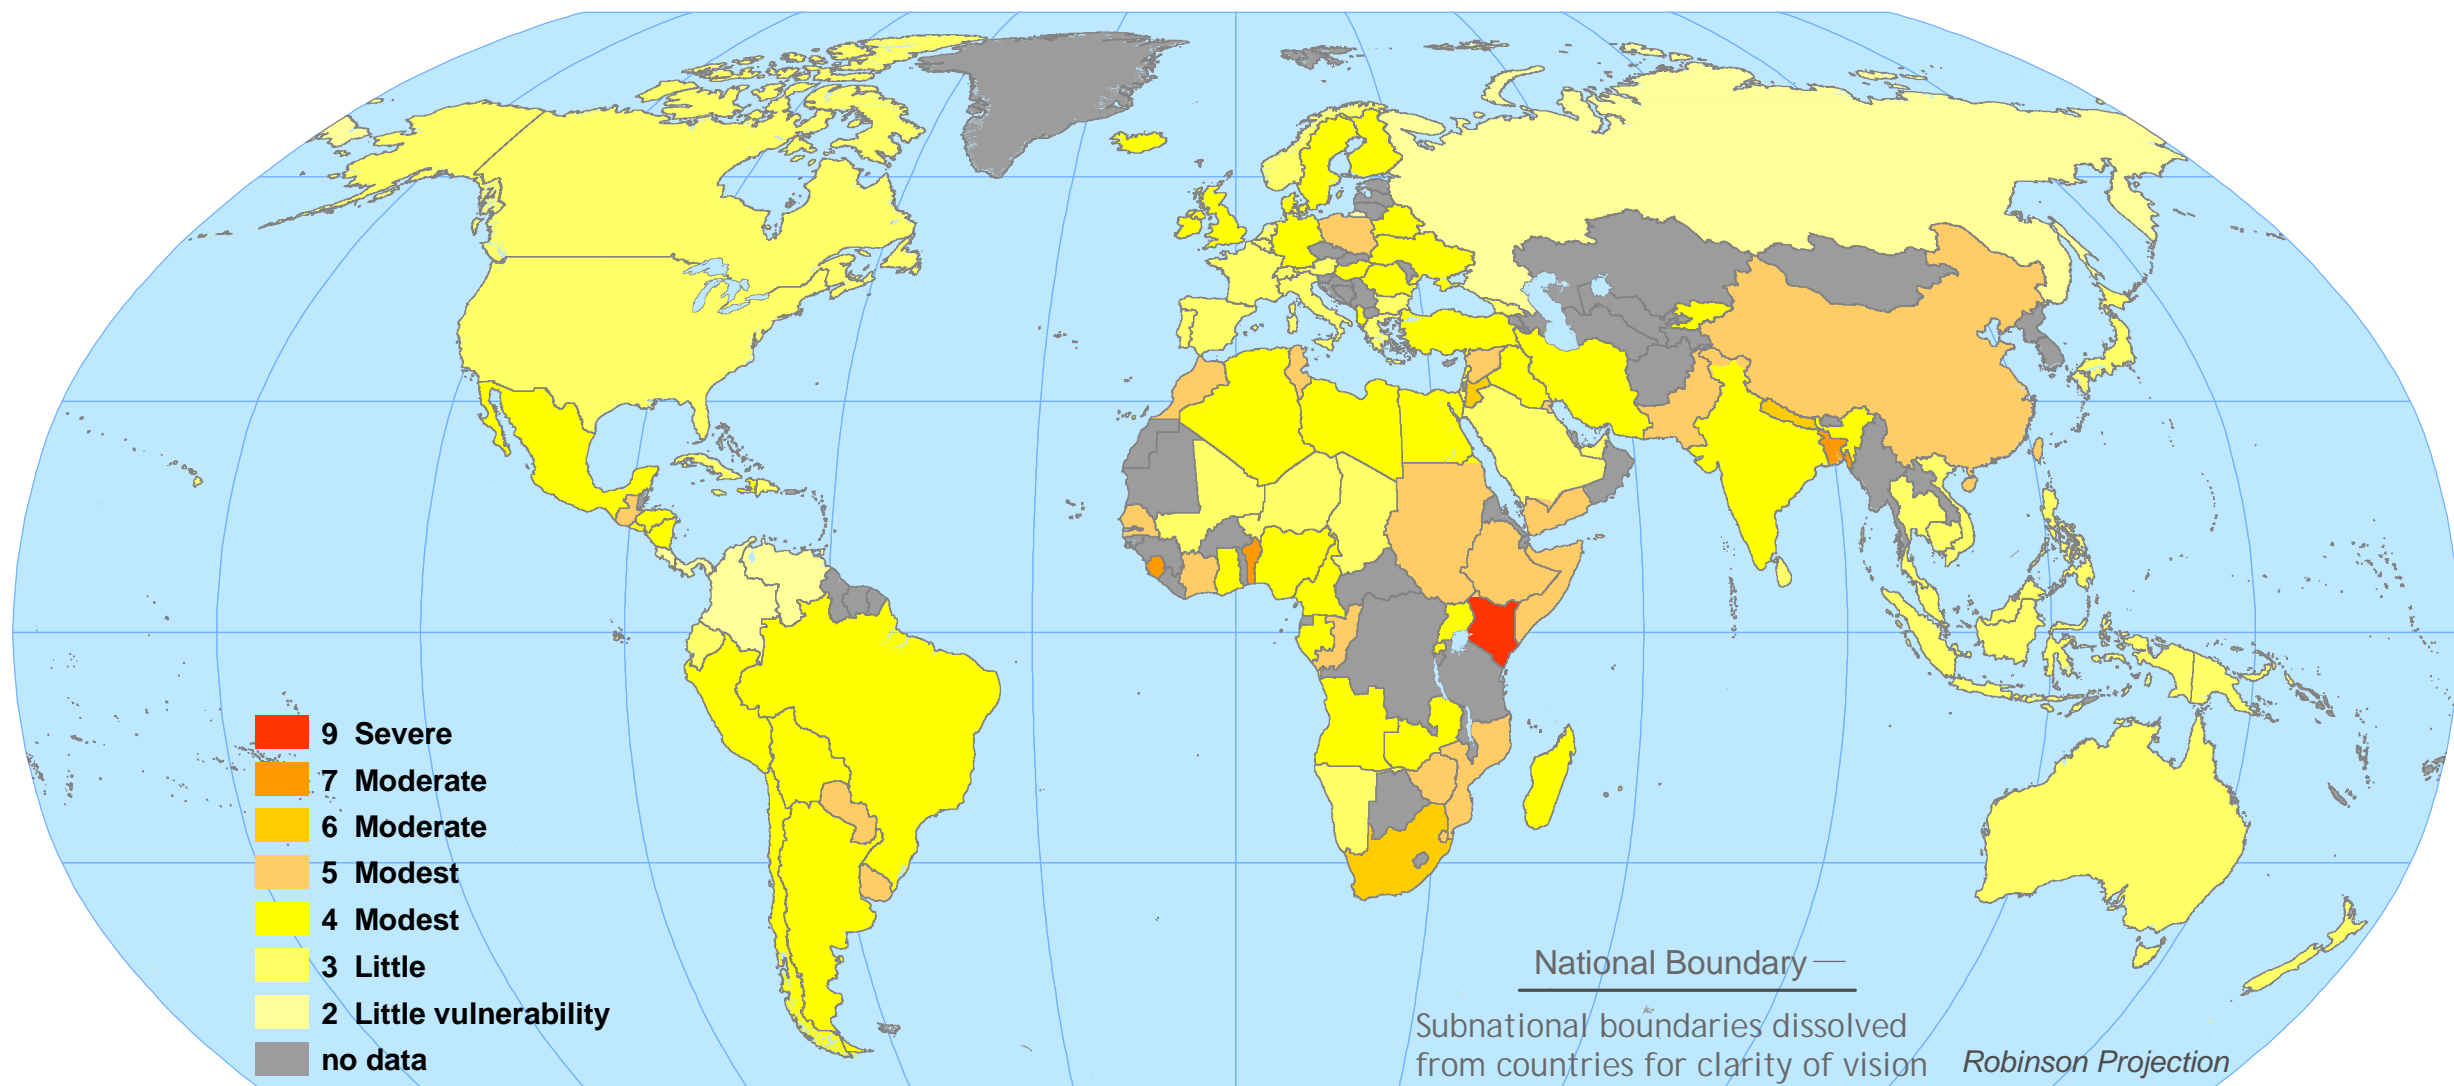 9 Severe
7 Moderate
6 Moderate
5 Modest
4 Modest
3 Little
2 Little vulnerability
no data
National Boundary
Subnational boundaries dissolved
from countries for clarity of vision
Robinson Projection